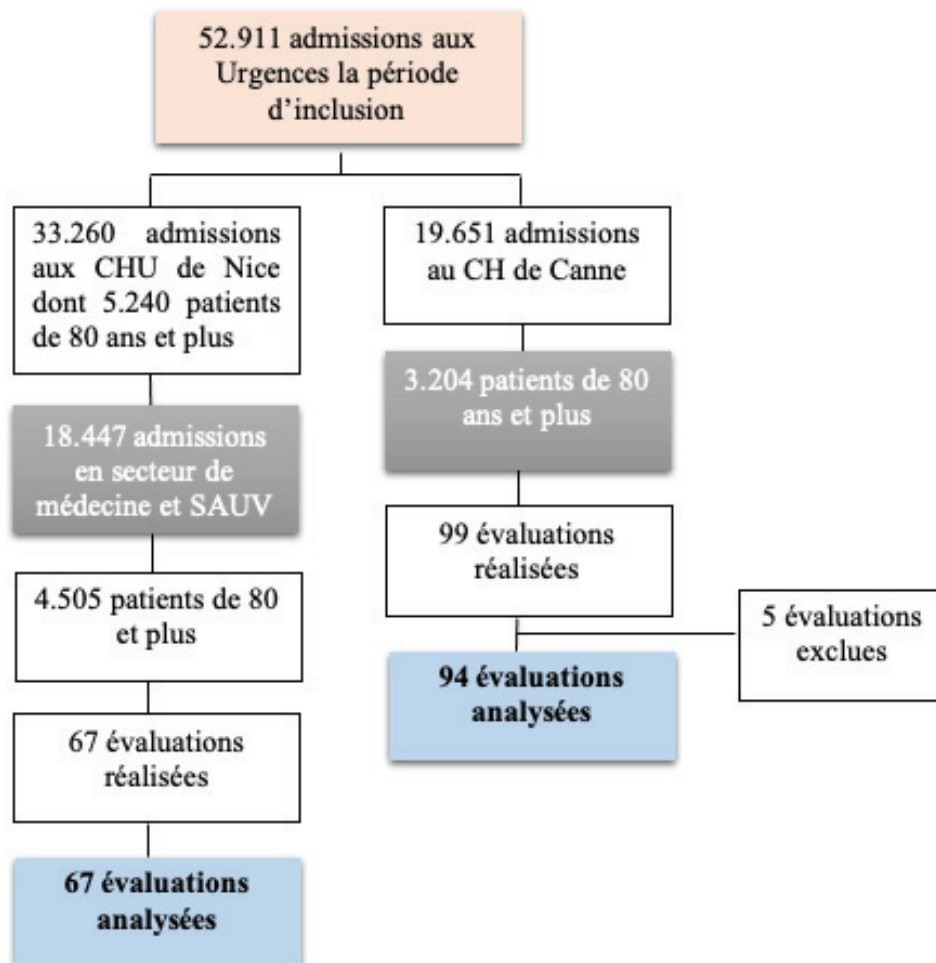 52.911 admissions aux
Urgences la période
d’inclusion
33.260 admissions
aux CHU de Nice
dont 5.240 patients
de 80 ans et plus
18.447 admissions
en secteur de
médecine et SAUV
4.505 patients de 80
et plus
67 évaluations
réalisées
67 évaluations
analysées
19.651 admissions
au CH de Canne
3.204 patients de 80
ans et plus
99 évaluations
réalisées
5 évaluations
exclues
94 évaluations
analysées